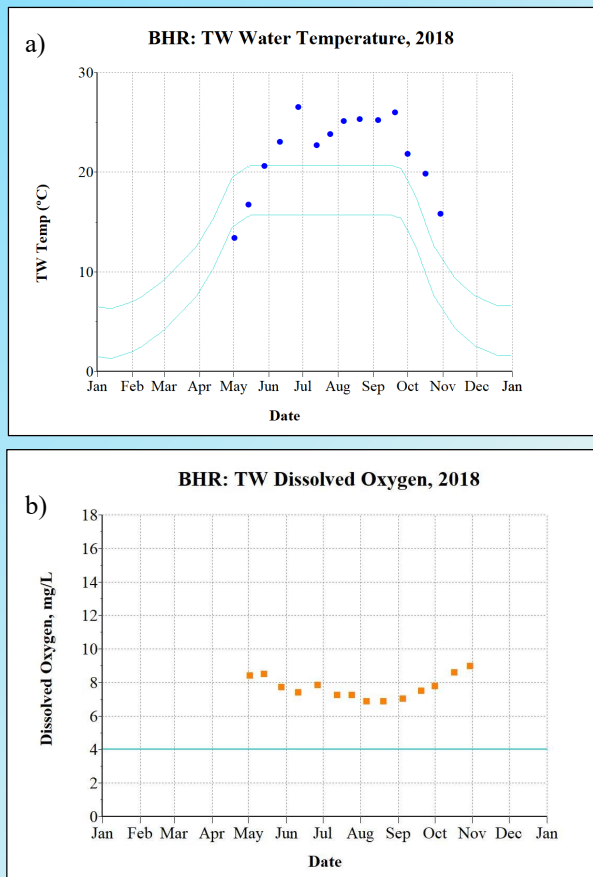 a)
BHR: TW Water Temperature, 2018
30
20
10
0
TW Temp (°C)
Jan Feb Mar Apr May Jun Jul Aug Sep Oct Nov Dec Jan
Date
b)
BHR: TW Dissolved Oxygen, 2018
18
16
14
12
10
8
6
4
2
0
Dissolved Oxygen, mg/L
Jan Feb Mar Apr May Jun Jul Aug Sep Oct Nov Dec Jan
Date